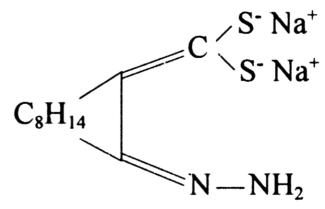 S⁻ Na⁺
C
S⁻ Na⁺
C₈H₁₄
N—NH₂